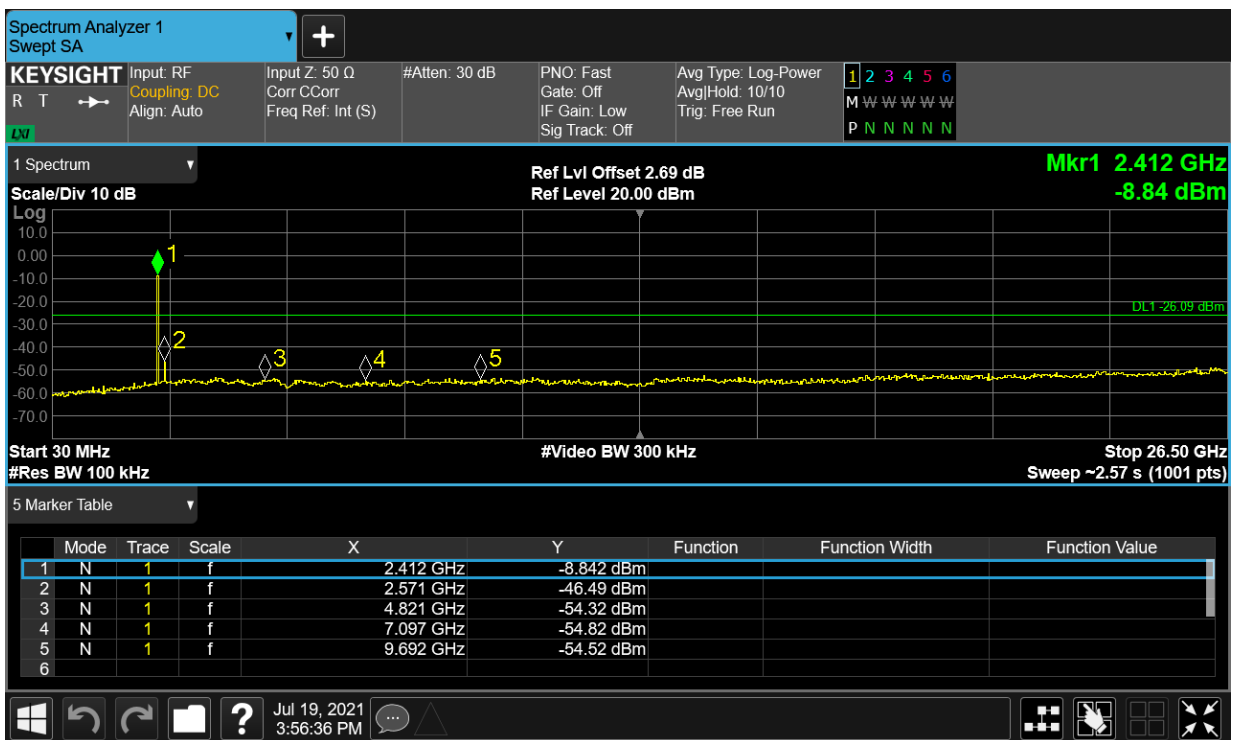 Spectrum Analyzer 1
Swept SA
+
KEYSIGHT Input: RF Input Z: 50 Ω #Atten: 30 dB PNO: Fast Avg Type: Log-Power 1 2 3 4 5 6
R T Coupling: DC Corr CCorr Gate: Off Avg|Hold: 10/10 M W W W W W
Align: Auto Freq Ref: Int (S) IF Gain: Low Trig: Free Run
LXI Sig Track: Off P N N N N N
1 Spectrum Ref Lvl Offset 2.69 dB Mkr1 2.412 GHz
Scale/Div 10 dB Ref Level 20.00 dBm -8.84 dBm
Log
10.0
0.00 1
-10.0
-20.0 DL1 -26.09 dBm
-30.0
-40.0 2
-50.0 3 4 5
-60.0
-70.0
Start 30 MHz #Video BW 300 kHz Stop 26.50 GHz
#Res BW 100 kHz Sweep ~2.57 s (1001 pts)
5 Marker Table
Mode Trace Scale X Y Function Function Width Function Value
1 N 1 f 2.412 GHz -8.842 dBm
2 N 1 f 2.571 GHz -46.49 dBm
3 N 1 f 4.821 GHz -54.32 dBm
4 N 1 f 7.097 GHz -54.82 dBm
5 N 1 f 9.692 GHz -54.52 dBm
6
? Jul 19, 2021
3:56:36 PM